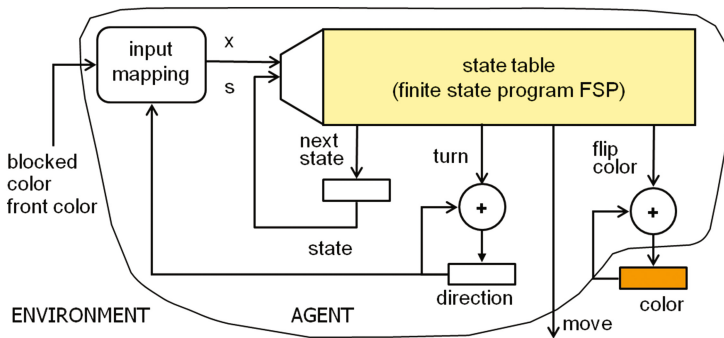 input
mapping
x
s
state table
(finite state program FSP)
blocked
color
front color
next
state
turn
flip
color
+
+
state
direction
color
ENVIRONMENT
AGENT
move